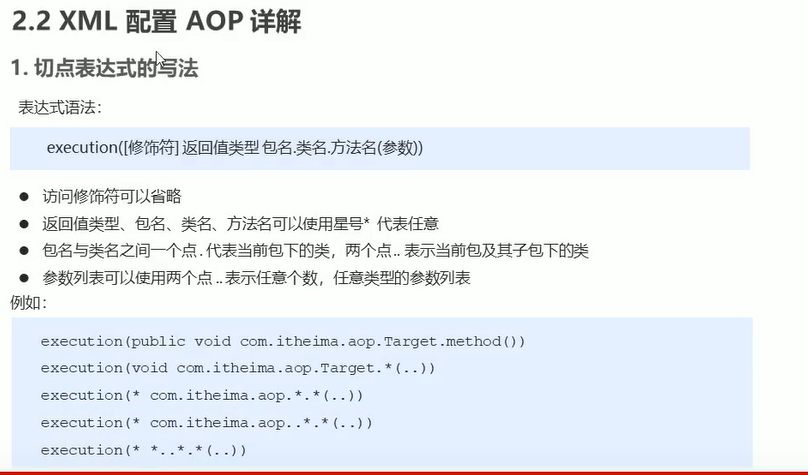 2.2 XML 配置 AOP 详解
1. 切点表达式的写法
表达式语法：
execution([修饰符] 返回值类型 包名.类名.方法名(参数))
● 访问修饰符可以省略
● 返回值类型、包名、类名、方法名可以使用星号* 代表任意
● 包名与类名之间一个点 . 代表当前包下的类，两个点 .. 表示当前包及其子包下的类
● 参数列表可以使用两个点 .. 表示任意个数，任意类型的参数列表
例如：
execution(public void com.itheima.aop.Target.method())
execution(void com.itheima.aop.Target.*(..))
execution(* com.itheima.aop.*.*(..))
execution(* com.itheima.aop..*.*(..))
execution(* *..*.*(..))